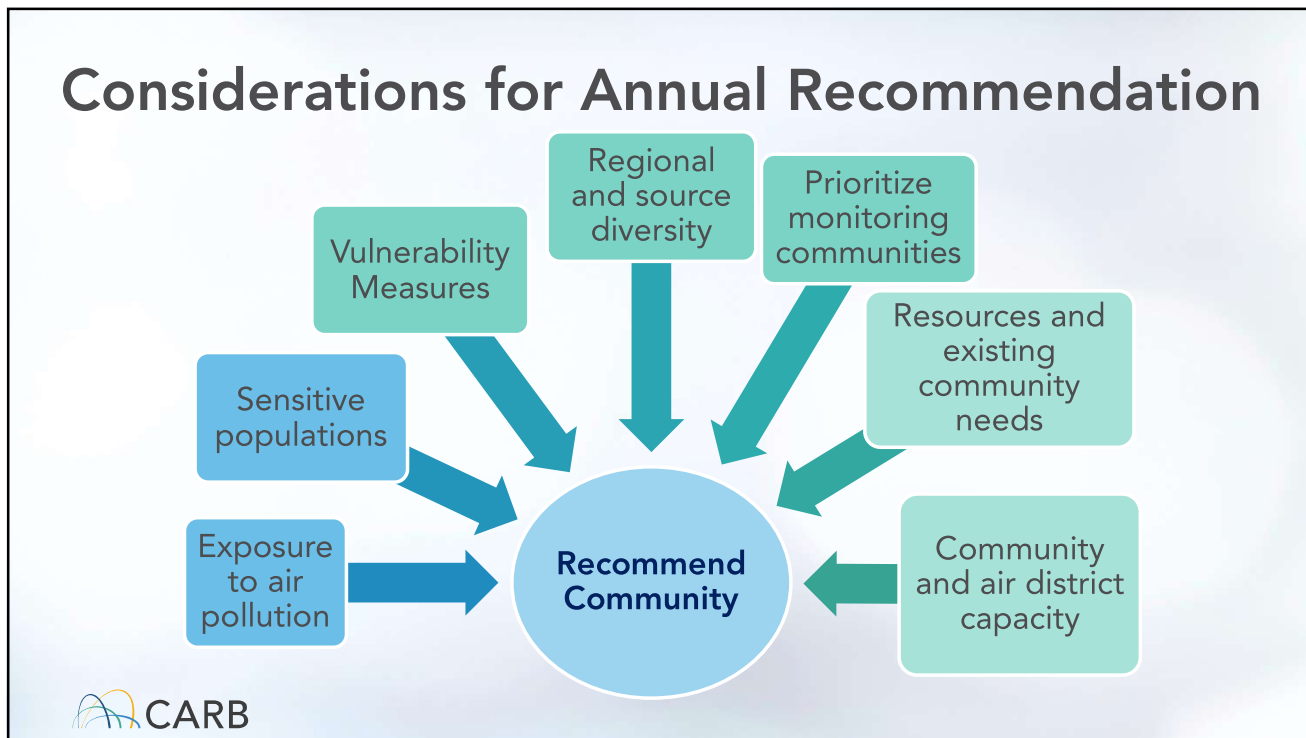 Considerations for Annual Recommendation
Exposure
to air
pollution
Sensitive
populations
Vulnerability
Measures
Regional
and source
diversity
Prioritize
monitoring
communities
Resources and
existing
community
needs
Community
and air district
capacity
Recommend
Community
CARB